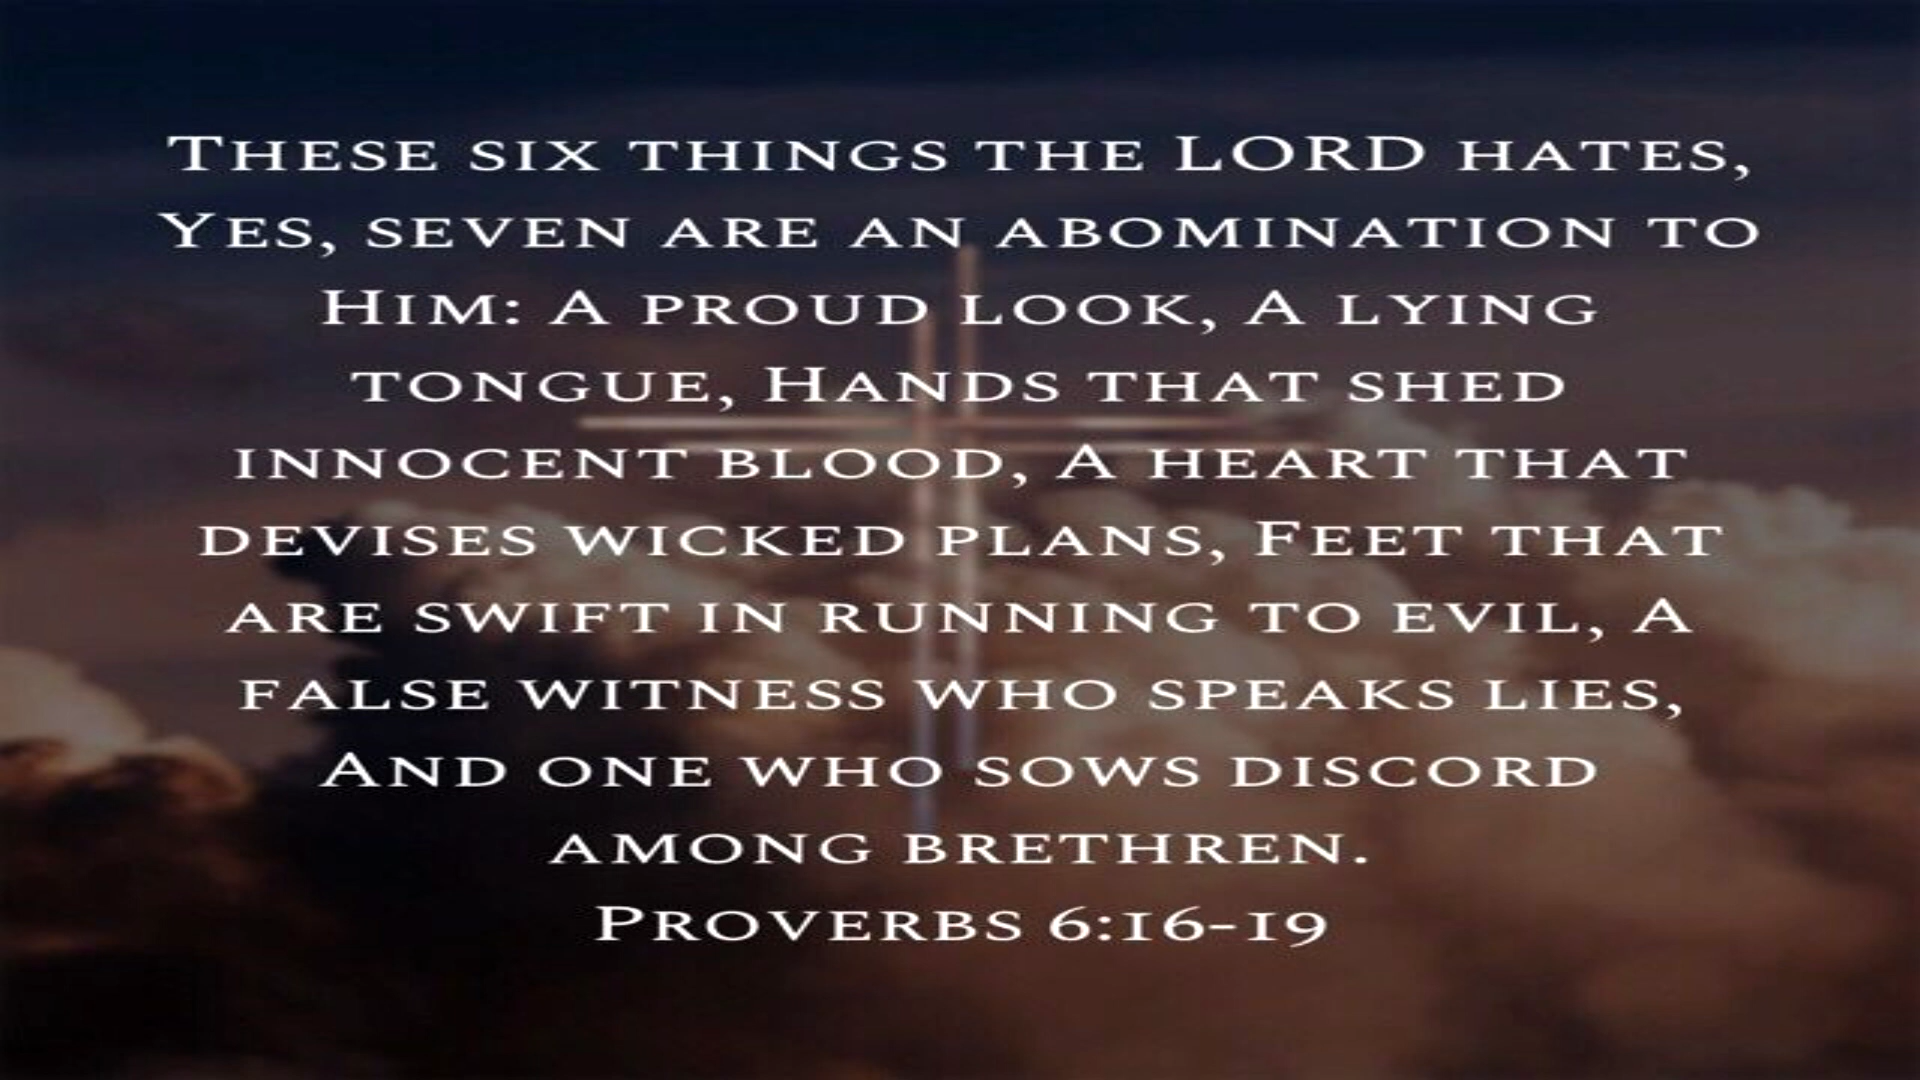 These six things the LORD hates,
Yes, seven are an abomination to
Him: A proud look, A lying
tongue, Hands that shed
innocent blood, A heart that
devises wicked plans, Feet that
are swift in running to evil, A
false witness who speaks lies,
And one who sows discord
among brethren.
Proverbs 6:16-19